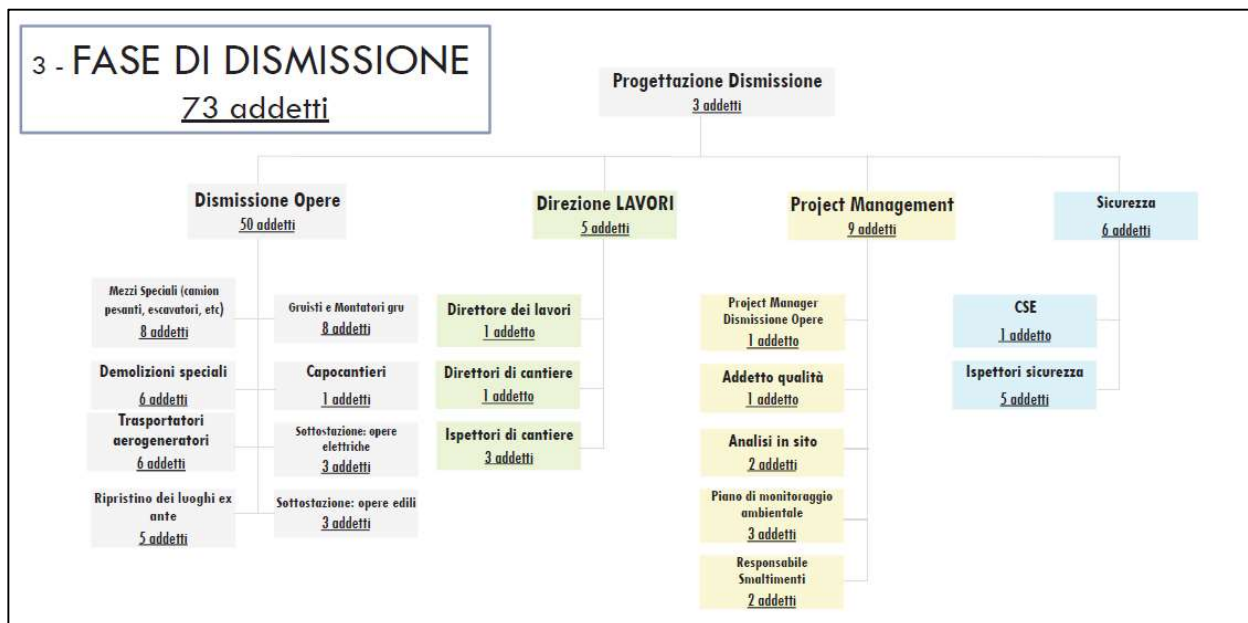 3 - FASE DI DISMISSIONE
73 addetti
Progettazione Dismissione
3 addetti
Dismissione Opere
50 addetti
Direzione LAVORI
5 addetti
Project Management
9 addetti
Sicurezza
6 addetti
Mezzi Speciali (camion
pesanti, escavatori, etc)
8 addetti
Gruisti e Montatori gru
8 addetti
Demolizioni speciali
6 addetti
Capocantieri
1 addetti
Trasportatori
aerogeneratori
6 addetti
Sottostazione: opere
elettriche
3 addetti
Ripristino dei luoghi ex
ante
5 addetti
Sottostazione: opere edili
3 addetti
Direttore dei lavori
1 addetto
Direttori di cantiere
1 addetto
Ispettori di cantiere
3 addetti
Project Manager
Dismissione Opere
1 addetto
Addetto qualità
1 addetto
Analisi in sito
2 addetti
Piano di monitoraggio
ambientale
3 addetti
Responsabile
Smaltimenti
2 addetti
CSE
1 addetto
Ispettori sicurezza
5 addetti